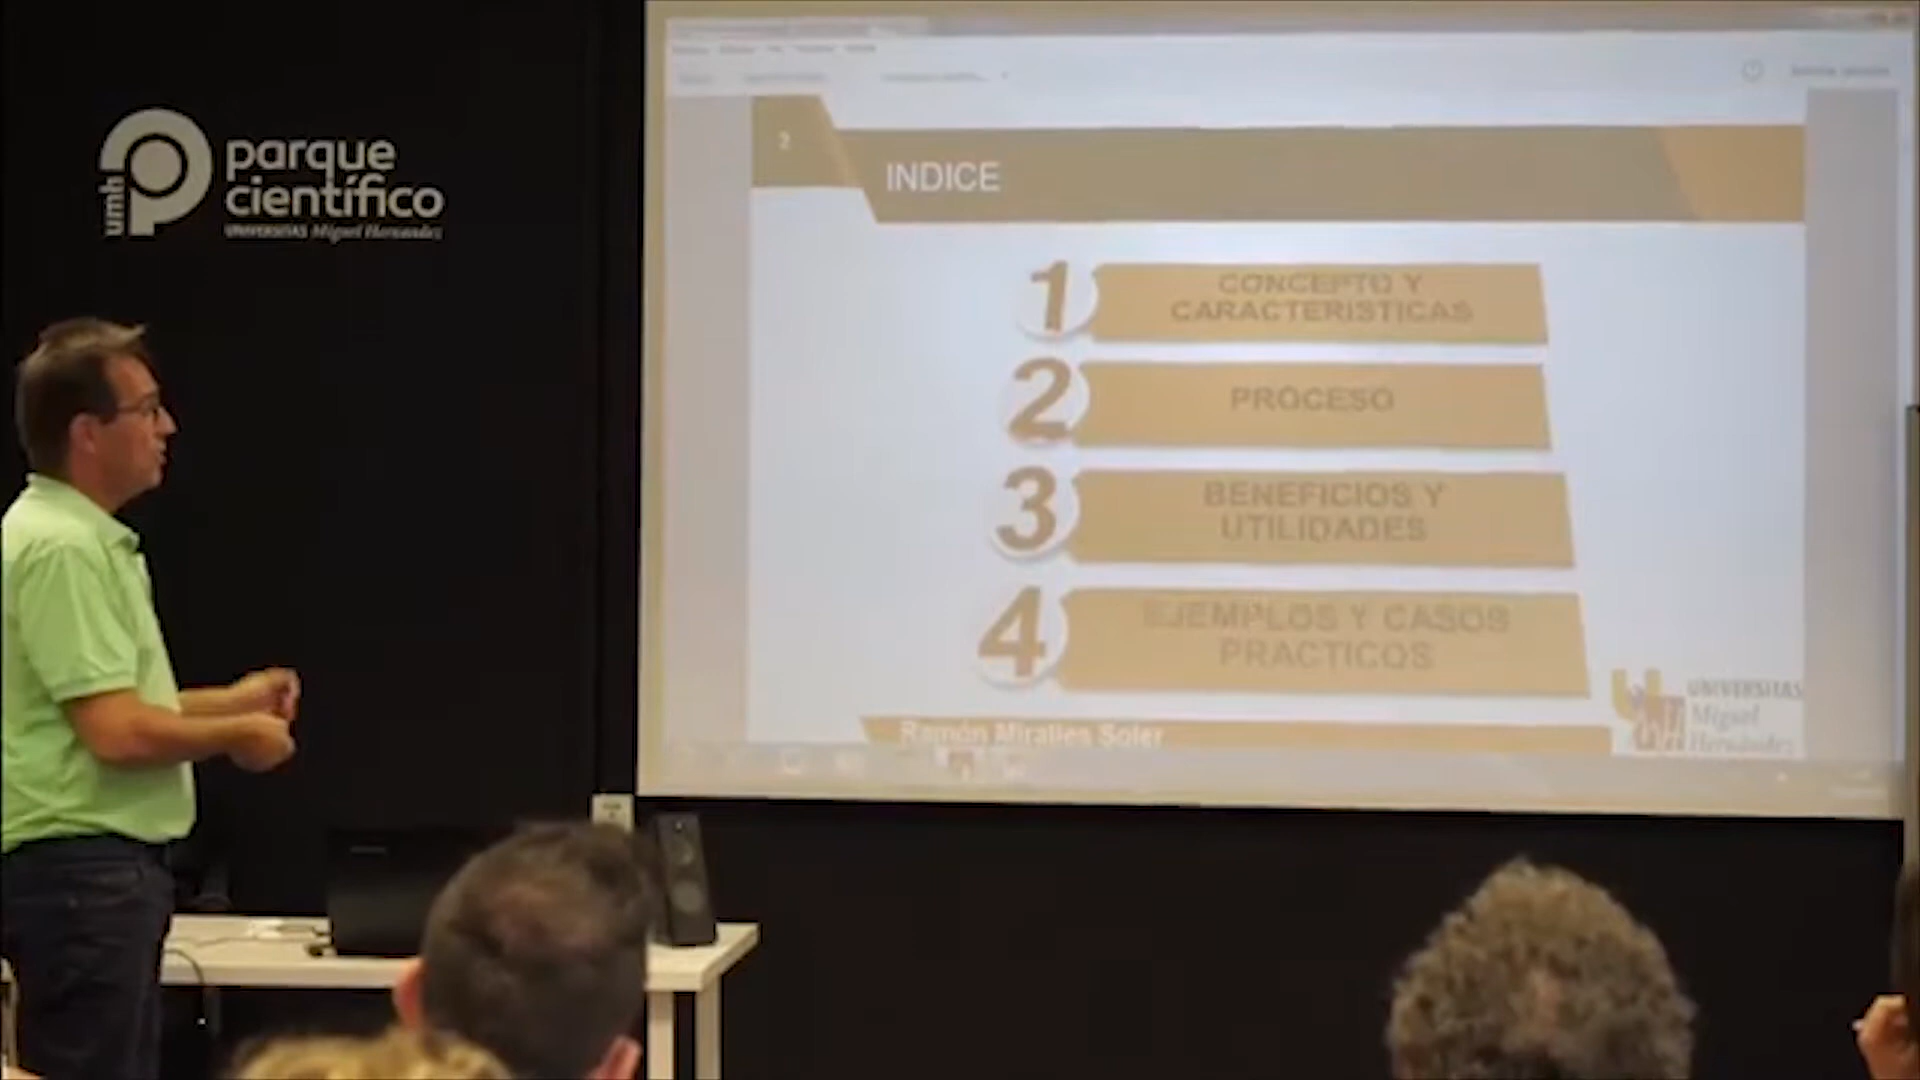 umh
parque
científico
UNIVERSITAS Miguel Hernández
2
INDICE
1
CONCEPTO Y
CARACTERISTICAS
2
PROCESO
3
BENEFICIOS Y
UTILIDADES
4
EJEMPLOS Y CASOS
PRACTICOS
Ramón Miralles Soler
UNIVERSITAS
Miguel
Hernández